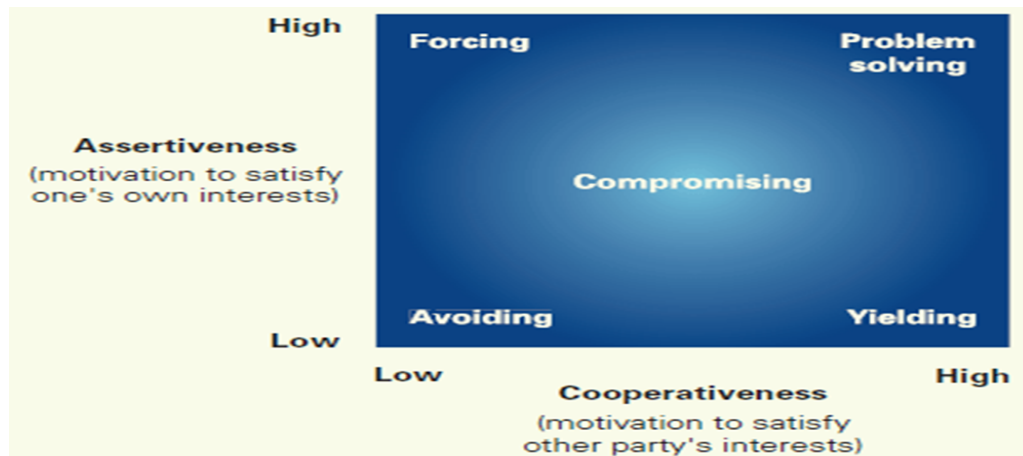 High
Forcing
Problem
solving
Assertiveness
(motivation to satisfy
one's own interests)
Compromising
Avoiding
Yielding
Low
Low
High
Cooperativeness
(motivation to satisfy
other party's interests)